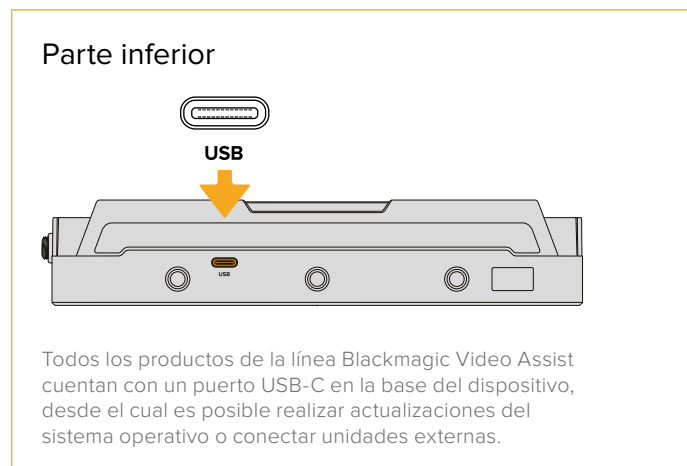 Parte inferior
USB
USB
Todos los productos de la línea Blackmagic Video Assist
cuentan con un puerto USB-C en la base del dispositivo,
desde el cual es posible realizar actualizaciones del
sistema operativo o conectar unidades externas.